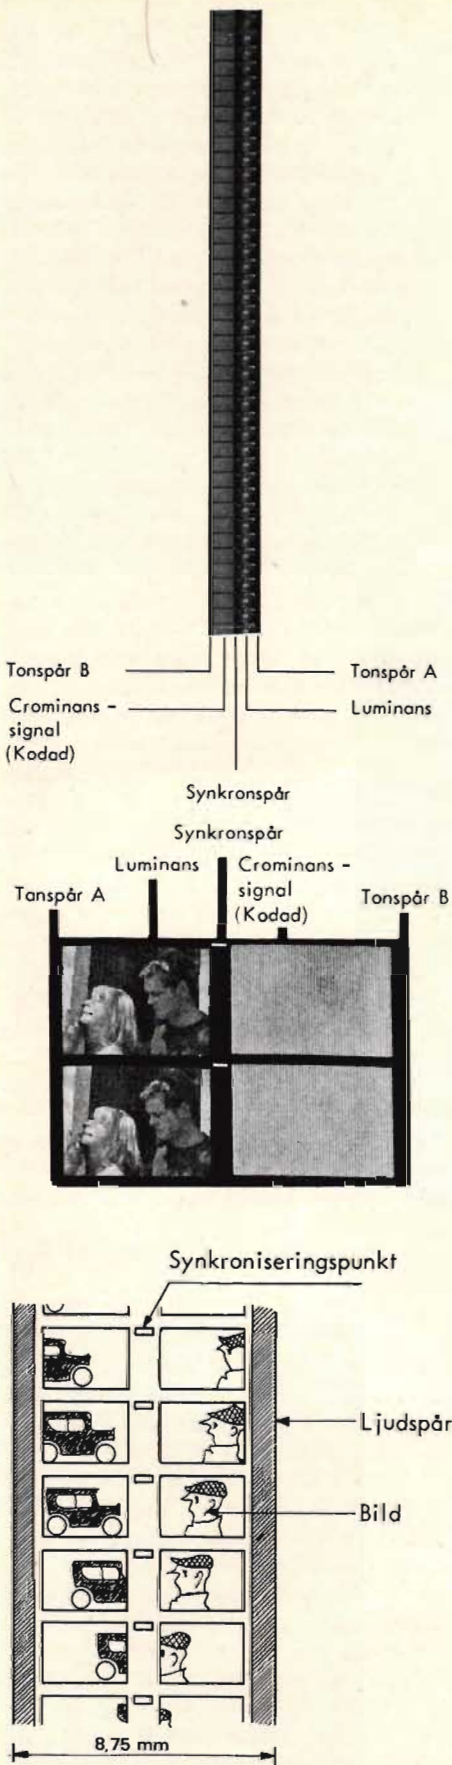 Tonspår B
Tonspår A
Crominans -
signal
(Kodad)
Luminans
Synkronspår
Synkronspår
Luminans
Crominans -
signal
(Kodad)
Tanspår A
Tonspår B
Synkroniseringspunkt
Ljudspår
Bild
8,75 mm